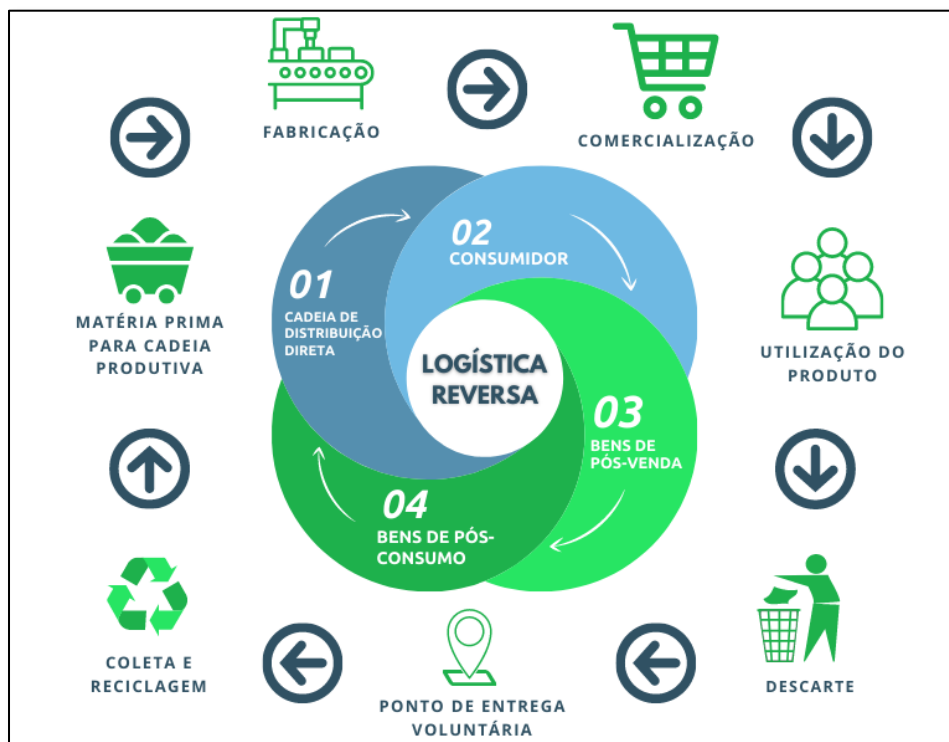 FABRICAÇÃO
COMERCIALIZAÇÃO
02
CONSUMIDOR
01
CADEIA DE
DISTRIBUIÇÃO
DIRETA
MATÉRIA PRIMA
PARA CADEIA
PRODUTIVA
LOGÍSTICA
REVERSA
UTILIZAÇÃO DO
PRODUTO
03
BENS DE
PÓS-VENDA
04
BENS DE PÓS-
CONSUMO
COLETA E
RECICLAGEM
PONTO DE ENTREGA
VOLUNTÁRIA
DESCARTE